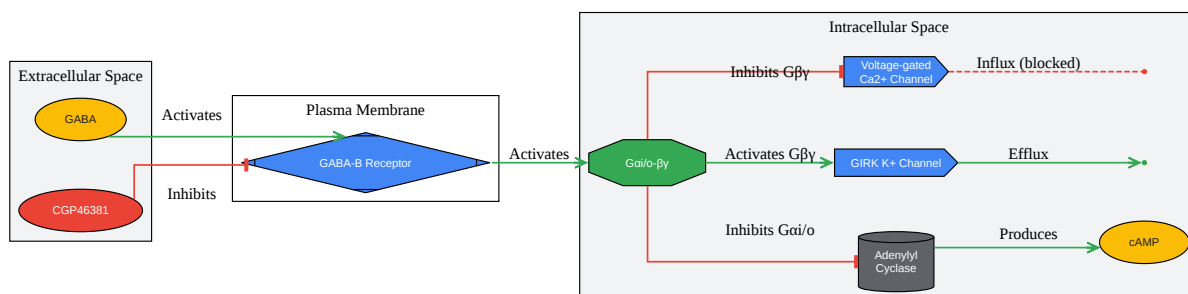 Extracellular Space
GABA
CGP46381
Activates
Inhibits
Plasma Membrane
GABA-B Receptor
Activates
Intracellular Space
Gαi/o-βγ
Inhibits Gβγ
Voltage-gated
Ca2+ Channel
Influx (blocked)
Activates Gβγ
GIRK K+ Channel
Efflux
Inhibits Gαi/o
Adenylyl
Cyclase
Produces
cAMP